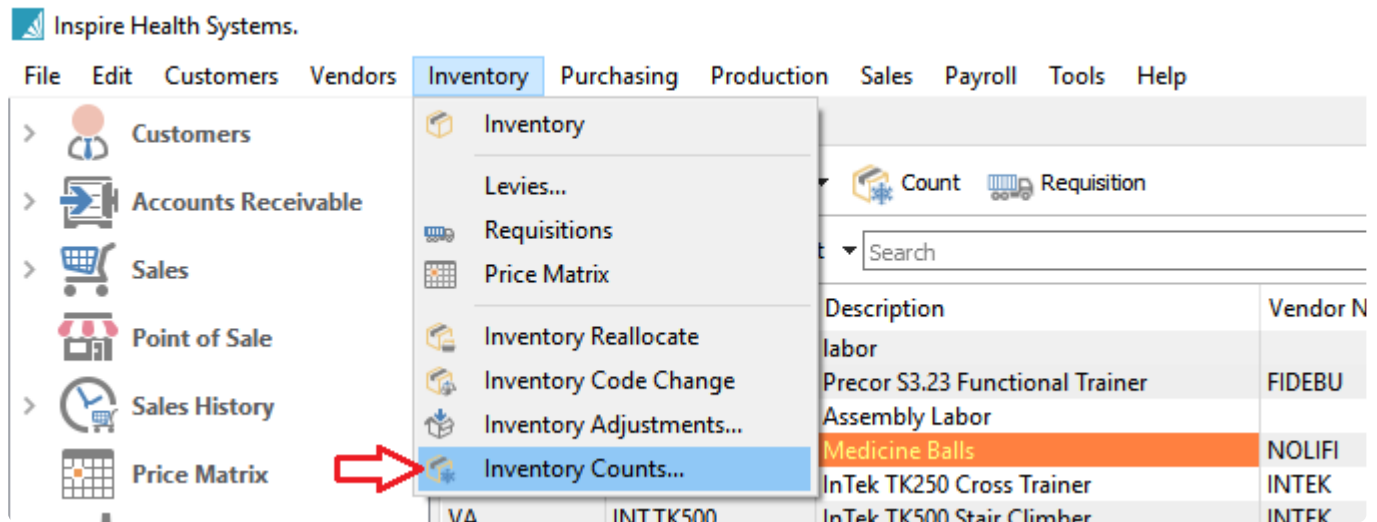 Inspire Health Systems.
File Edit Customers Vendors Inventory Purchasing Production Sales Payroll Tools Help
Customers
Accounts Receivable
Sales
Point of Sale
Sales History
Price Matrix
Inventory
Levies...
Requisitions
Price Matrix
Inventory Reallocate
Inventory Code Change
Inventory Adjustments...
Inventory Counts...
Count Requisition
Search
Description Vendor N
labor
Precor S3.23 Functional Trainer FIDEBU
Assembly Labor
Medicine Balls NOLIFI
InTek TK250 Cross Trainer INTEK
VA INTTK500 InTek TK500 Stair Climber INTEK